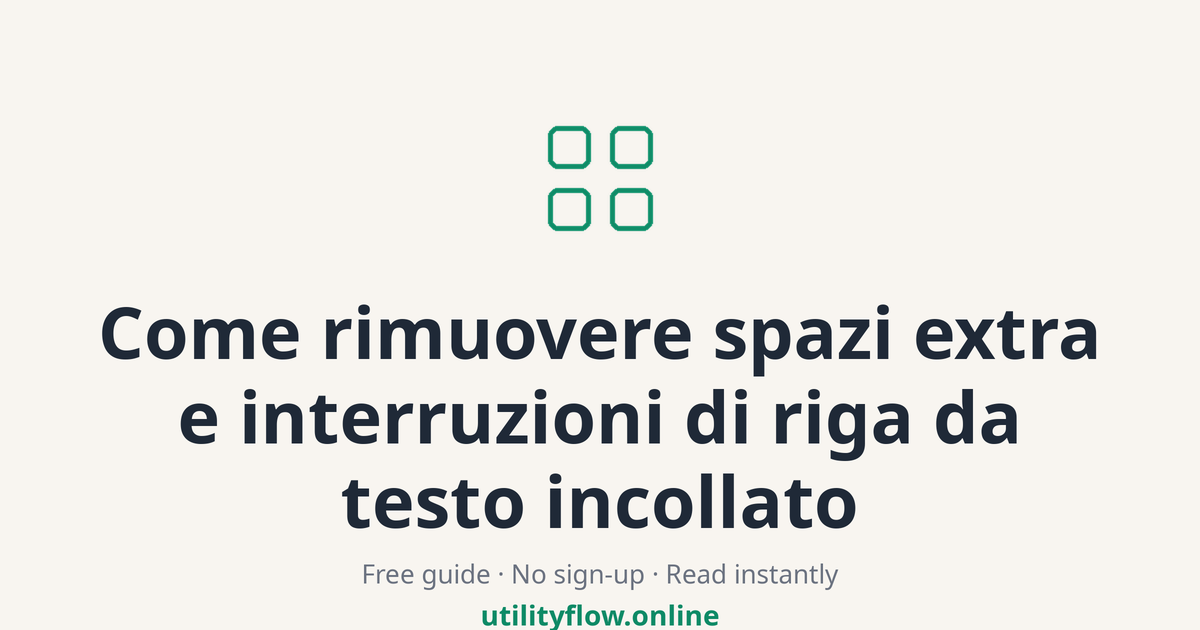 Come rimuovere spazi extra
e interruzioni di riga da
testo incollato
Free guide · No sign-up · Read instantly
utilityflow.online